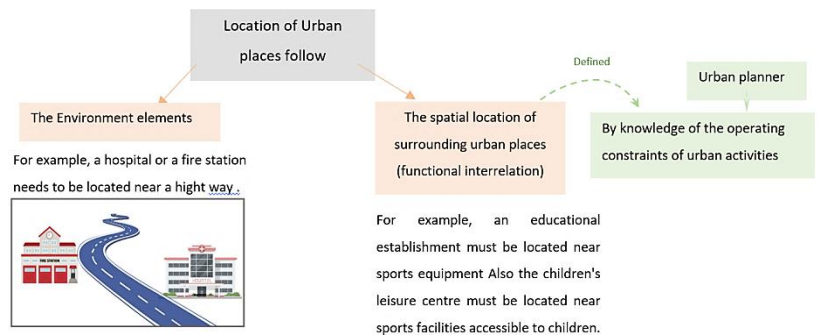 Location of Urban
places follow
Defined
Urban planner
The Environment elements
The spatial location of
surrounding urban places
(functional interrelation)
By knowledge of the operating
constraints of urban activities
For example, a hospital or a fire station
needs to be located near a hight way .
FIRE STATION
For example, an educational
establishment must be located near
sports equipment Also the children's
leisure centre must be located near
sports facilities accessible to children.